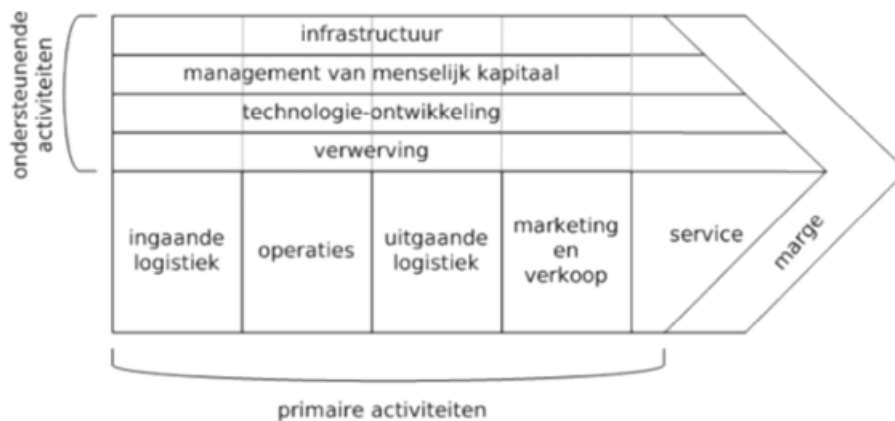 ondersteunende
activiteiten
infrastructuur
management van menselijk kapitaal
technologie-ontwikkeling
verwerving
ingaande
logistiek
operaties
uitgaande
logistiek
marketing
en
verkoop
service
marge
primaire activiteiten